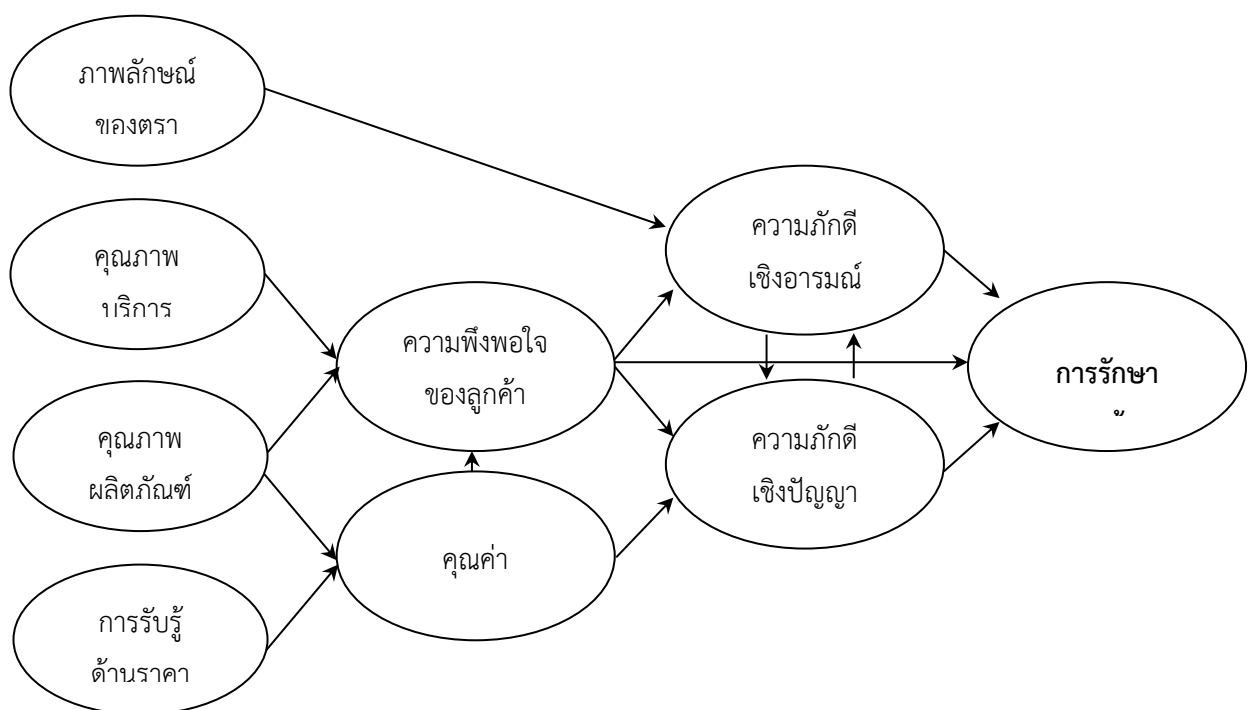 ภาพลักษณ์
ของตรา
คุณภาพ
บริการ
คุณภาพ
ผลิตภัณฑ์
การรับรู้
ด้านราคา
ความพึงพอใจ
ของลูกค้า
คุณค่า
ความภักดี
เชิงอารมณ์
ความภักดี
เชิงปัญญา
การรักษา